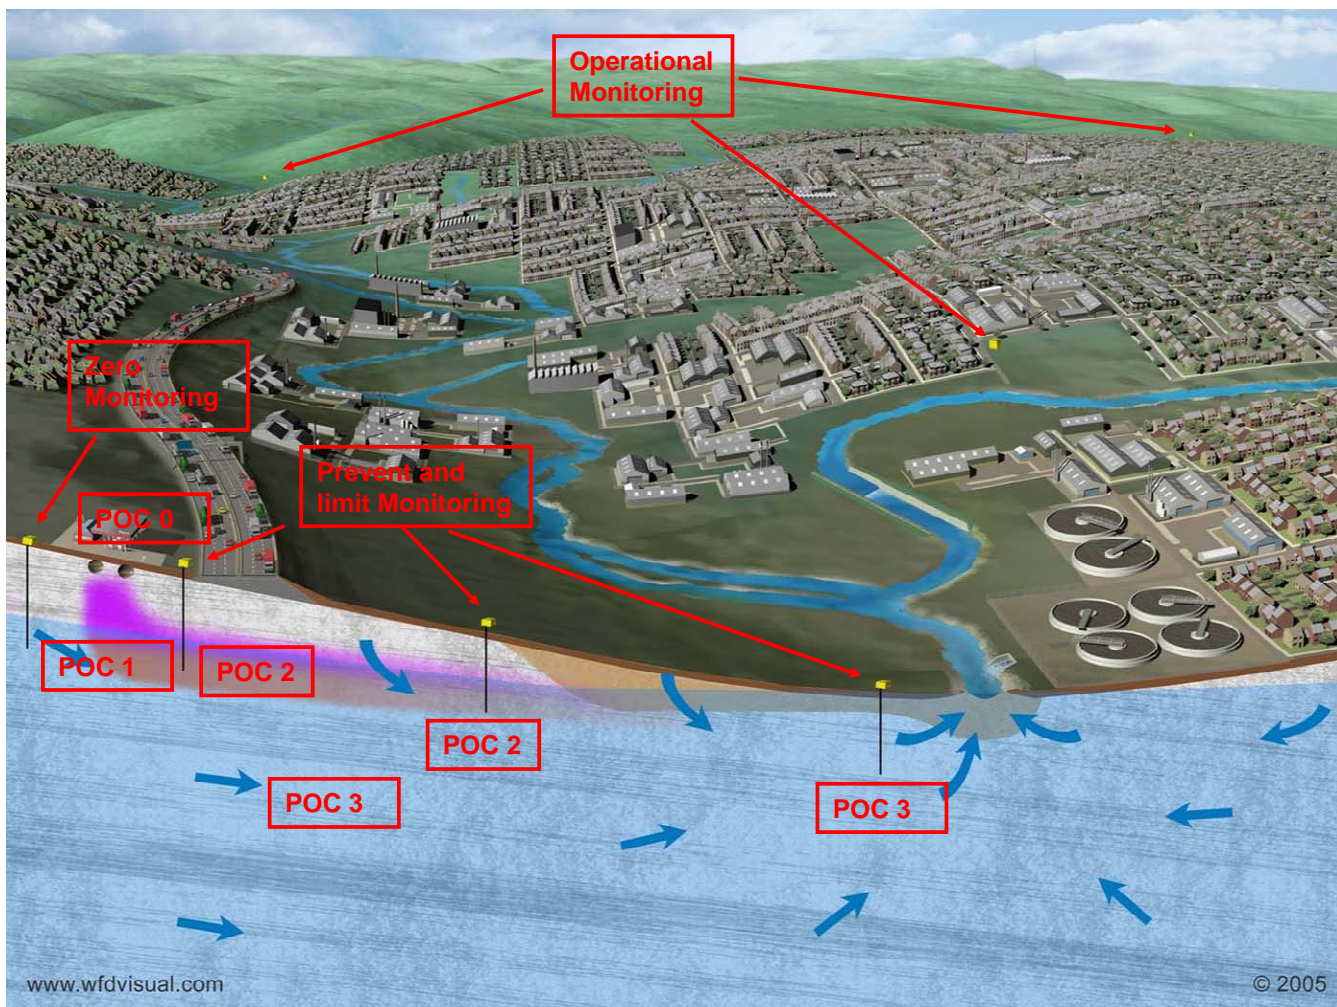 Operational
Monitoring
Zero
Monitoring
Prevent and
limit Monitoring
POC 0
POC 1
POC 2
POC 2
POC 3
POC 3
www.wfdvisual.com
© 2005